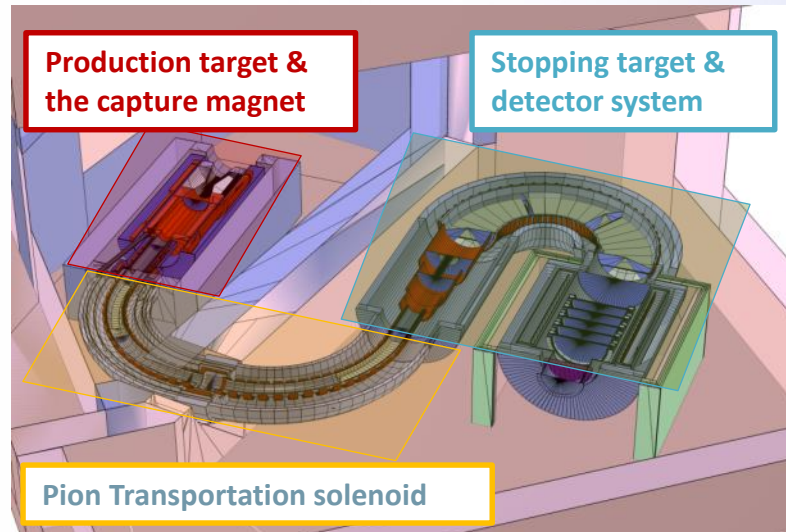 Production target &
the capture magnet
Stopping target &
detector system
Pion Transportation solenoid